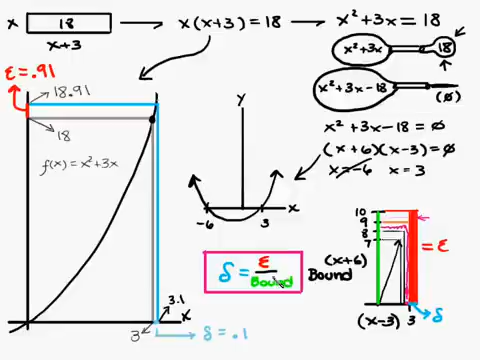 x 18 → x(x+3) = 18 → x²+3x = 18
x+3
x²+3x 18
ε = .91
18.91
x²+3x-18 (∅)
18
y
x²+3x-18=∅
f(x) = x²+3x
(x+6)(x-3)=∅
x=-6 x=3
-6 3 x
10
9
8
7
= ε
δ = ε/Bound
(x+6)
Bound
3.1
x
(x-3) 3 δ
3
δ = .1